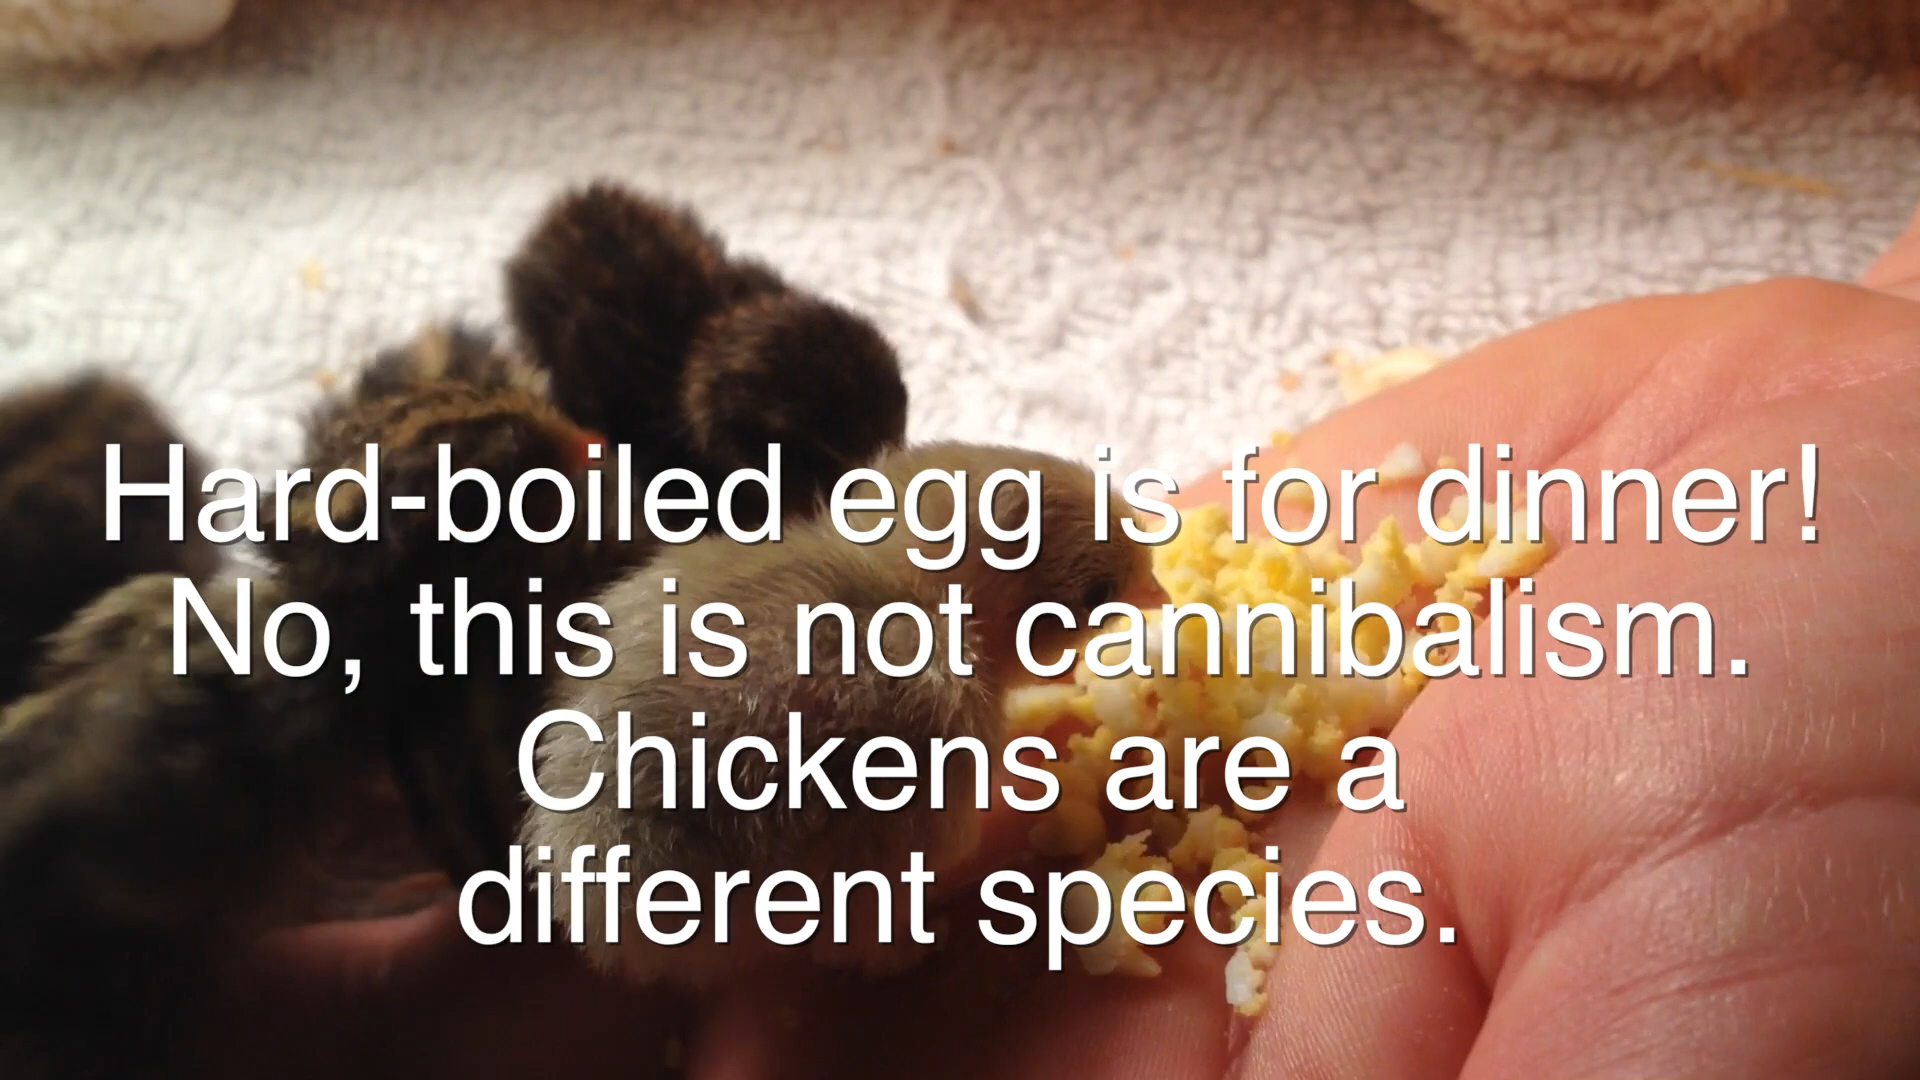 Hard-boiled egg is for dinner!
No, this is not cannibalism.
Chickens are a
different species.